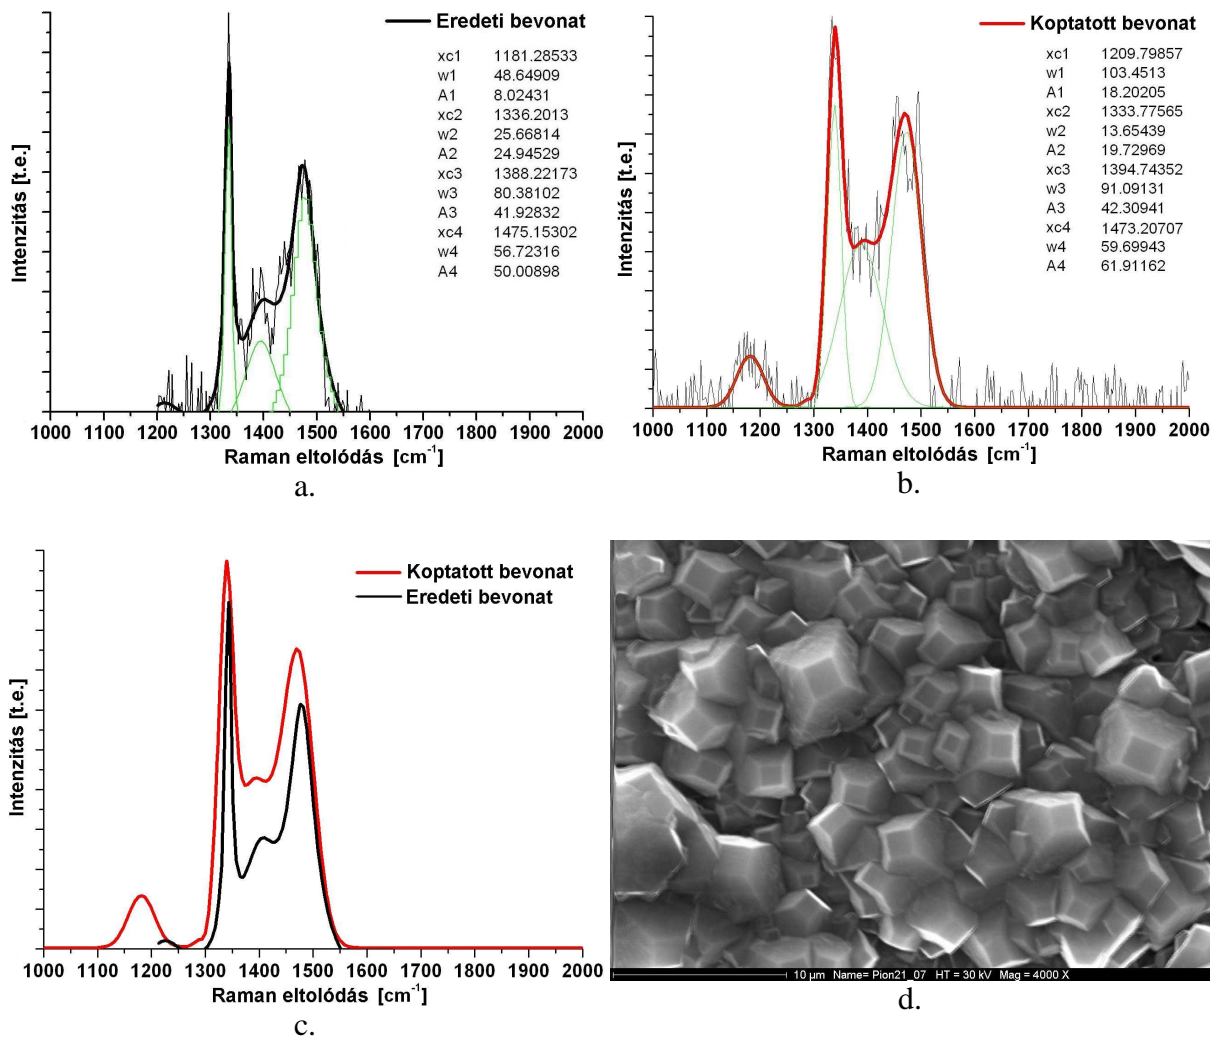 Eredeti bevonat
xc1 1181.28533
w1 48.64909
A1 8.02431
xc2 1336.2013
w2 25.66814
A2 24.94529
xc3 1388.22173
w3 80.38102
A3 41.92832
xc4 1475.15302
w4 56.72316
A4 50.00898
Intenzitás [t.e.]
1000 1100 1200 1300 1400 1500 1600 1700 1800 1900 2000
Raman eltolódás [cm-1]
a.
Koptatott bevonat
xc1 1209.79857
w1 103.4513
A1 18.20205
xc2 1333.77565
w2 13.65439
A2 19.72969
xc3 1394.74352
w3 91.09131
A3 42.30941
xc4 1473.20707
w4 59.69943
A4 61.91162
Intenzitás [t.e.]
1000 1100 1200 1300 1400 1500 1600 1700 1800 1900 2000
Raman eltolódás [cm-1]
b.
Koptatott bevonat
Eredeti bevonat
Intenzitás [t.e.]
1000 1100 1200 1300 1400 1500 1600 1700 1800 1900 2000
Raman eltolódás [cm-1]
c.
10 µm Name= Pion21_07 HT = 30 kV Mag = 4000 X
d.